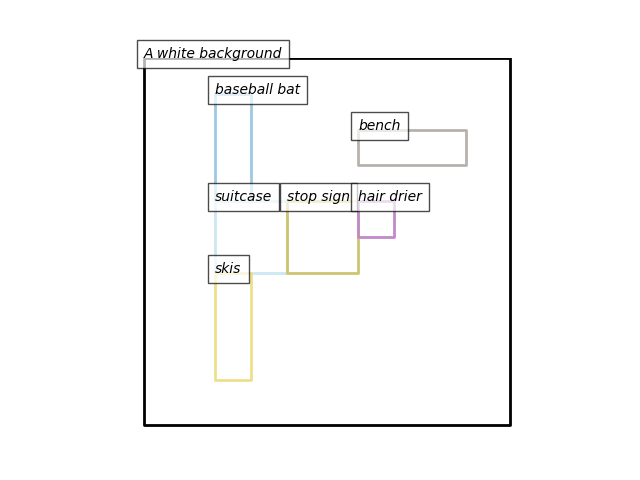 A white background
baseball bat
bench
suitcase
stop sign
hair drier
skis